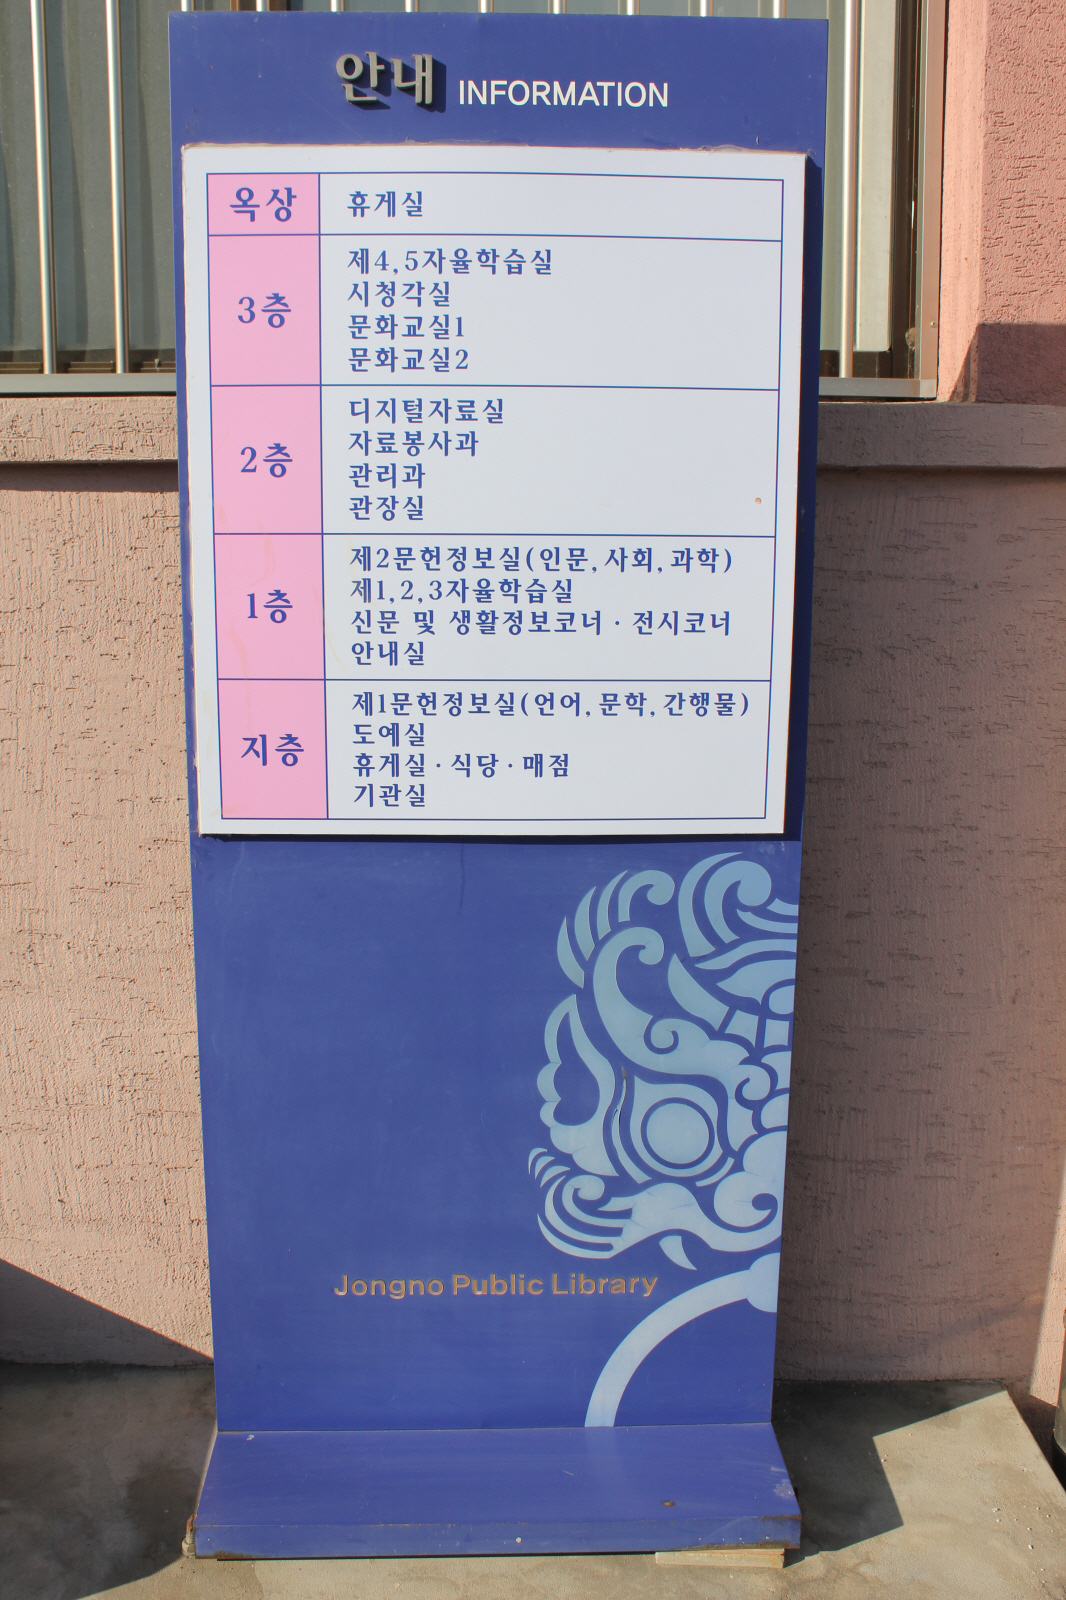 안내 INFORMATION
옥상 휴게실
3층
제4,5자율학습실
시청각실
문화교실1
문화교실2
2층
디지털자료실
자료봉사과
관리과
관장실
1층
제2문헌정보실(인문,사회,과학)
제1,2,3자율학습실
신문 및 생활정보코너 · 전시코너
안내실
지층
제1문헌정보실(언어,문학,간행물)
도예실
휴게실 · 식당 · 매점
기관실
Jongno Public Library